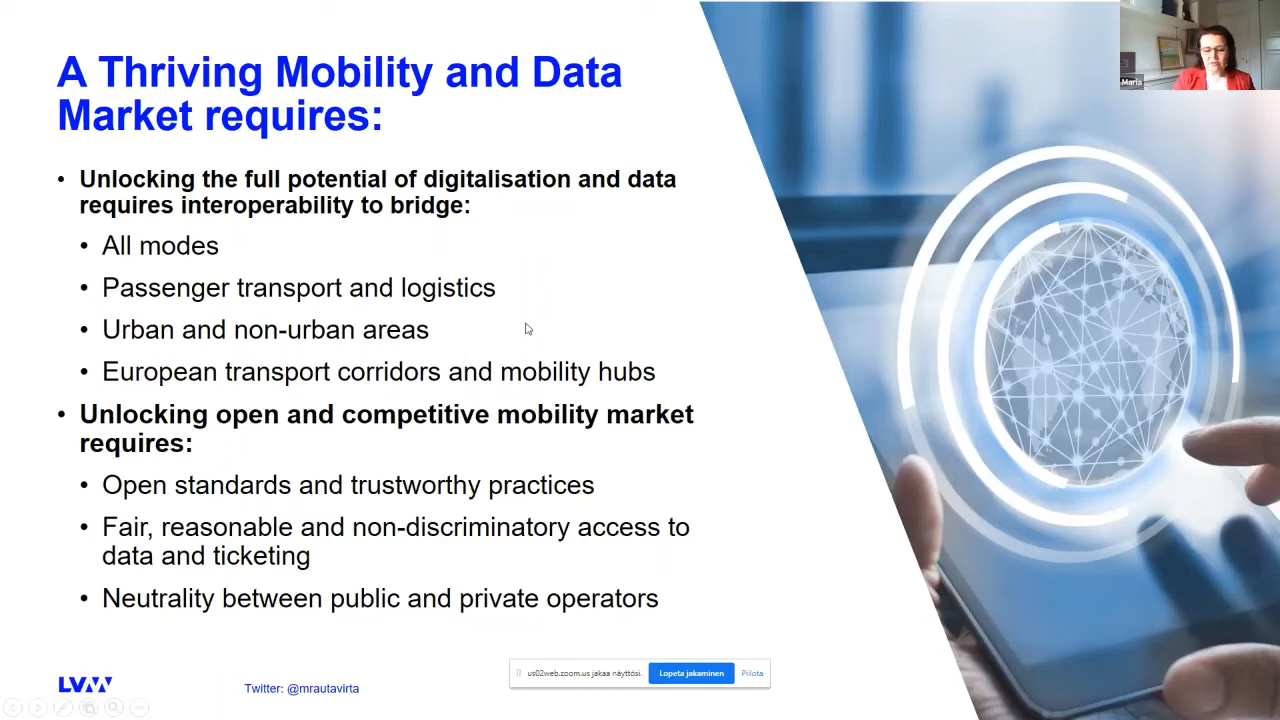 A Thriving Mobility and Data
Market requires:
• Unlocking the full potential of digitalisation and data
requires interoperability to bridge:
• All modes
• Passenger transport and logistics
• Urban and non-urban areas
• European transport corridors and mobility hubs
• Unlocking open and competitive mobility market
requires:
• Open standards and trustworthy practices
• Fair, reasonable and non-discriminatory access to
data and ticketing
• Neutrality between public and private operators
LVM
Twitter: @mrautavirta
us02web.zoom.us jakaa näyttösi.
Lopeta jakaminen
Piilota
Maria